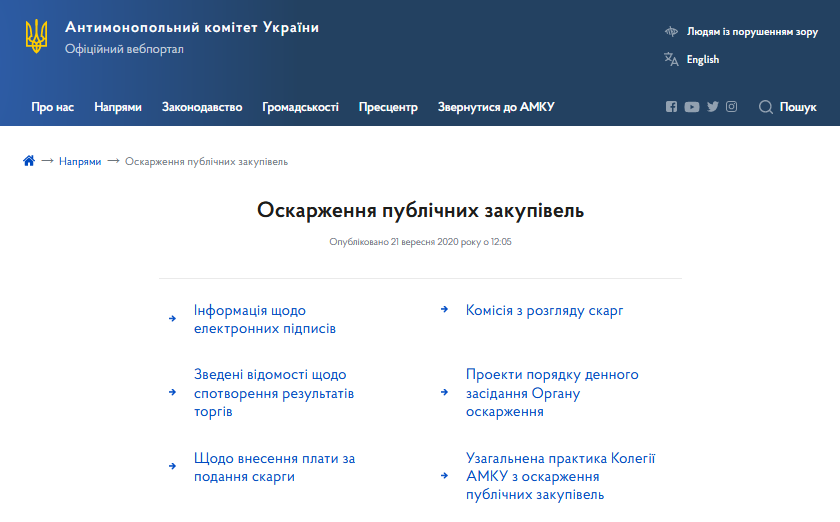 Антимонопольний комітет України
Офіційний вебпортал
Людям із порушенням зору
English
Про нас Напрями Законодавство Громадськості Пресцентр Звернутися до АМКУ Пошук
Напрями → Оскарження публічних закупівель
Оскарження публічних закупівель
Опубліковано 21 вересня 2020 року о 12:05
Інформація щодо
електронних підписів
Комісія з розгляду скарг
Зведені відомості щодо
спотворення результатів
торгів
Проекти порядку денного
засідання Органу
оскарження
Щодо внесення плати за
подання скарги
Узагальнена практика Колегії
АМКУ з оскарження
публічних закупівель